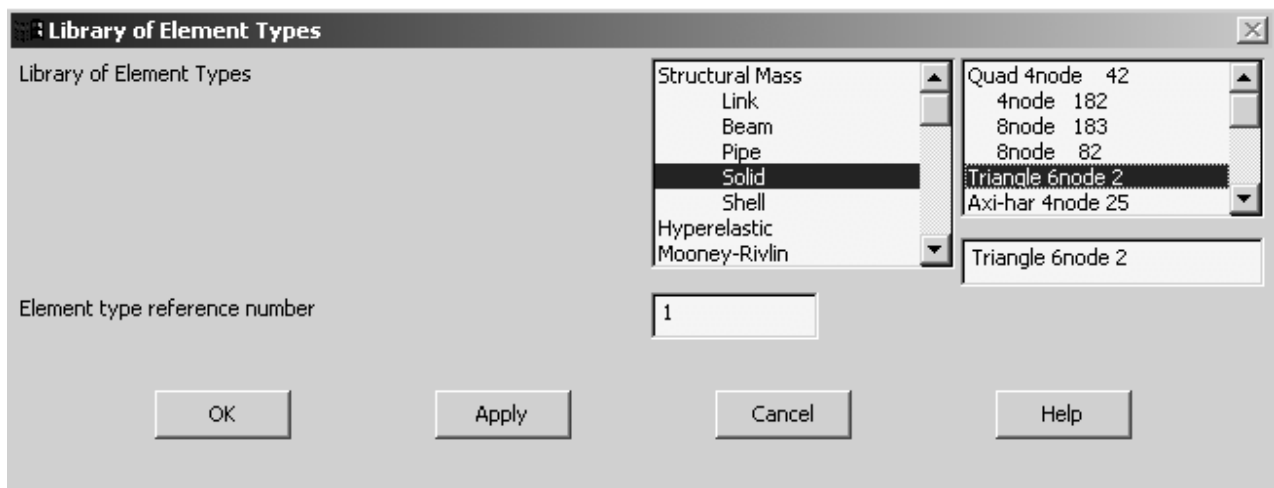 Library of Element Types
Library of Element Types
Structural Mass
Link
Beam
Pipe
Solid
Shell
Hyperelastic
Mooney-Rivlin
Quad 4node 42
4node 182
8node 183
8node 82
Triangle 6node 2
Axi-har 4node 25
Triangle 6node 2
Element type reference number
1
OK Apply Cancel Help